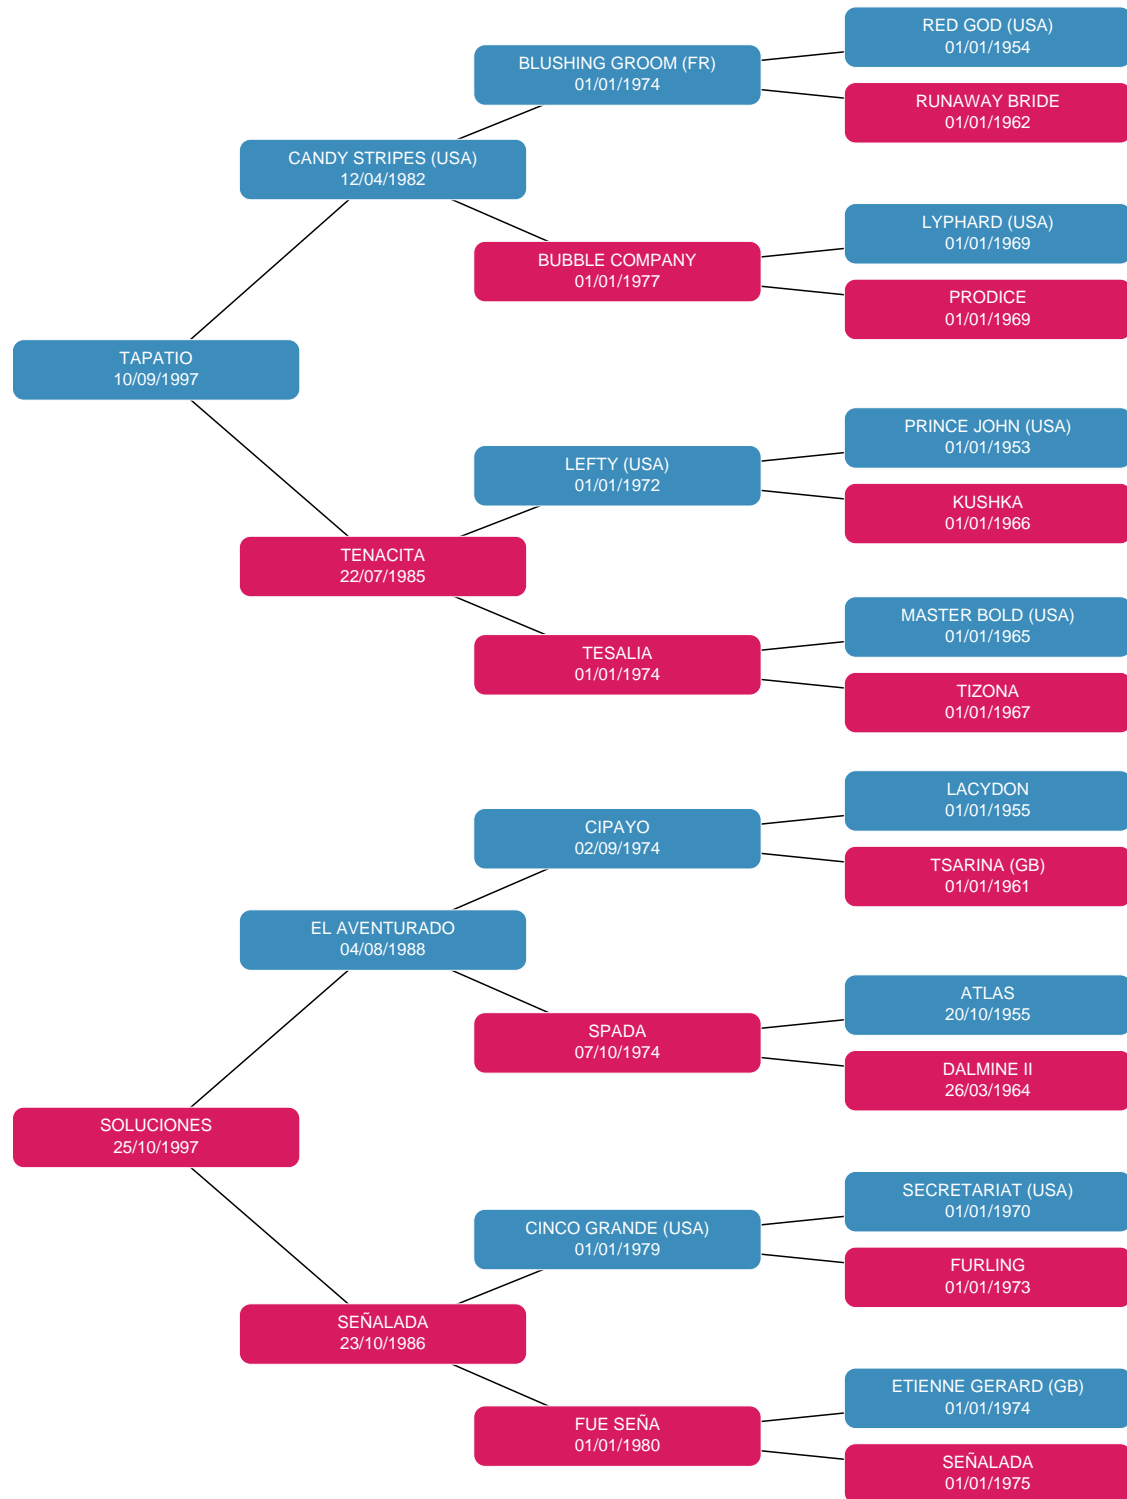 RED GOD (USA)
01/01/1954
BLUSHING GROOM (FR)
01/01/1974
RUNAWAY BRIDE
01/01/1962
CANDY STRIPES (USA)
12/04/1982
LYPHARD (USA)
01/01/1969
BUBBLE COMPANY
01/01/1977
PRODICE
01/01/1969
TAPATIO
10/09/1997
PRINCE JOHN (USA)
01/01/1953
LEFTY (USA)
01/01/1972
KUSHKA
01/01/1966
TENACITA
22/07/1985
MASTER BOLD (USA)
01/01/1965
TESALIA
01/01/1974
TIZONA
01/01/1967
LACYDON
01/01/1955
CIPAYO
02/09/1974
TSARINA (GB)
01/01/1961
EL AVENTURADO
04/08/1988
ATLAS
20/10/1955
SPADA
07/10/1974
DALMINE II
26/03/1964
SOLUCIONES
25/10/1997
SECRETARIAT (USA)
01/01/1970
CINCO GRANDE (USA)
01/01/1979
FURLING
01/01/1973
SEÑALADA
23/10/1986
ETIENNE GERARD (GB)
01/01/1974
FUE SEÑA
01/01/1980
SEÑALADA
01/01/1975